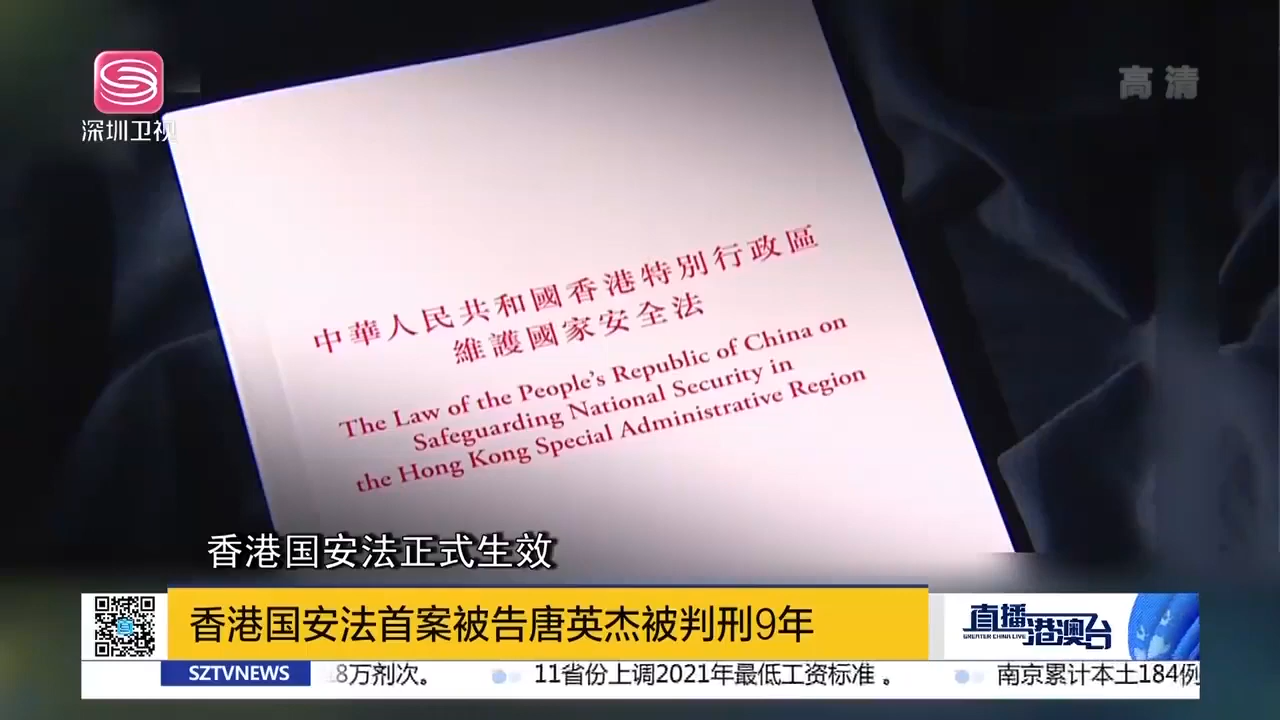 深圳卫视
高清
中華人民共和國香港特別行政區
維護國家安全法
The Law of the People's Republic of China on
Safeguarding National Security in
the Hong Kong Special Administrative Region
香港国安法正式生效
香港国安法首案被告唐英杰被判刑9年
直播港澳台
GREATER CHINA LIVE
SZTVNEWS
8万剂次。
11省份上调2021年最低工资标准。
南京累计本土184例